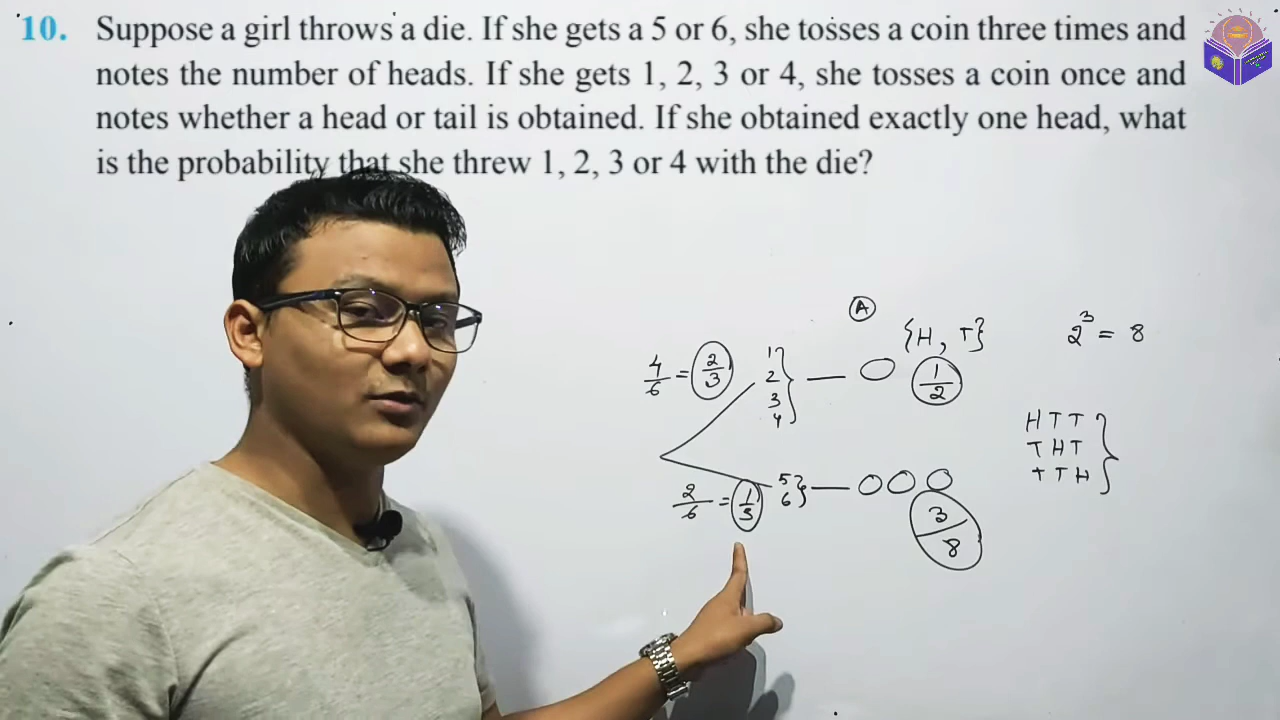 10. Suppose a girl throws a die. If she gets a 5 or 6, she tosses a coin three times and
notes the number of heads. If she gets 1, 2, 3 or 4, she tosses a coin once and
notes whether a head or tail is obtained. If she obtained exactly one head, what
is the probability that she threw 1, 2, 3 or 4 with the die?
A
{H, T}
2^3 = 8
4/6 = 2/3
1
2
3
4
1/2
H T T
T H T
T T H
2/6 = 1/3
5
6
3/8